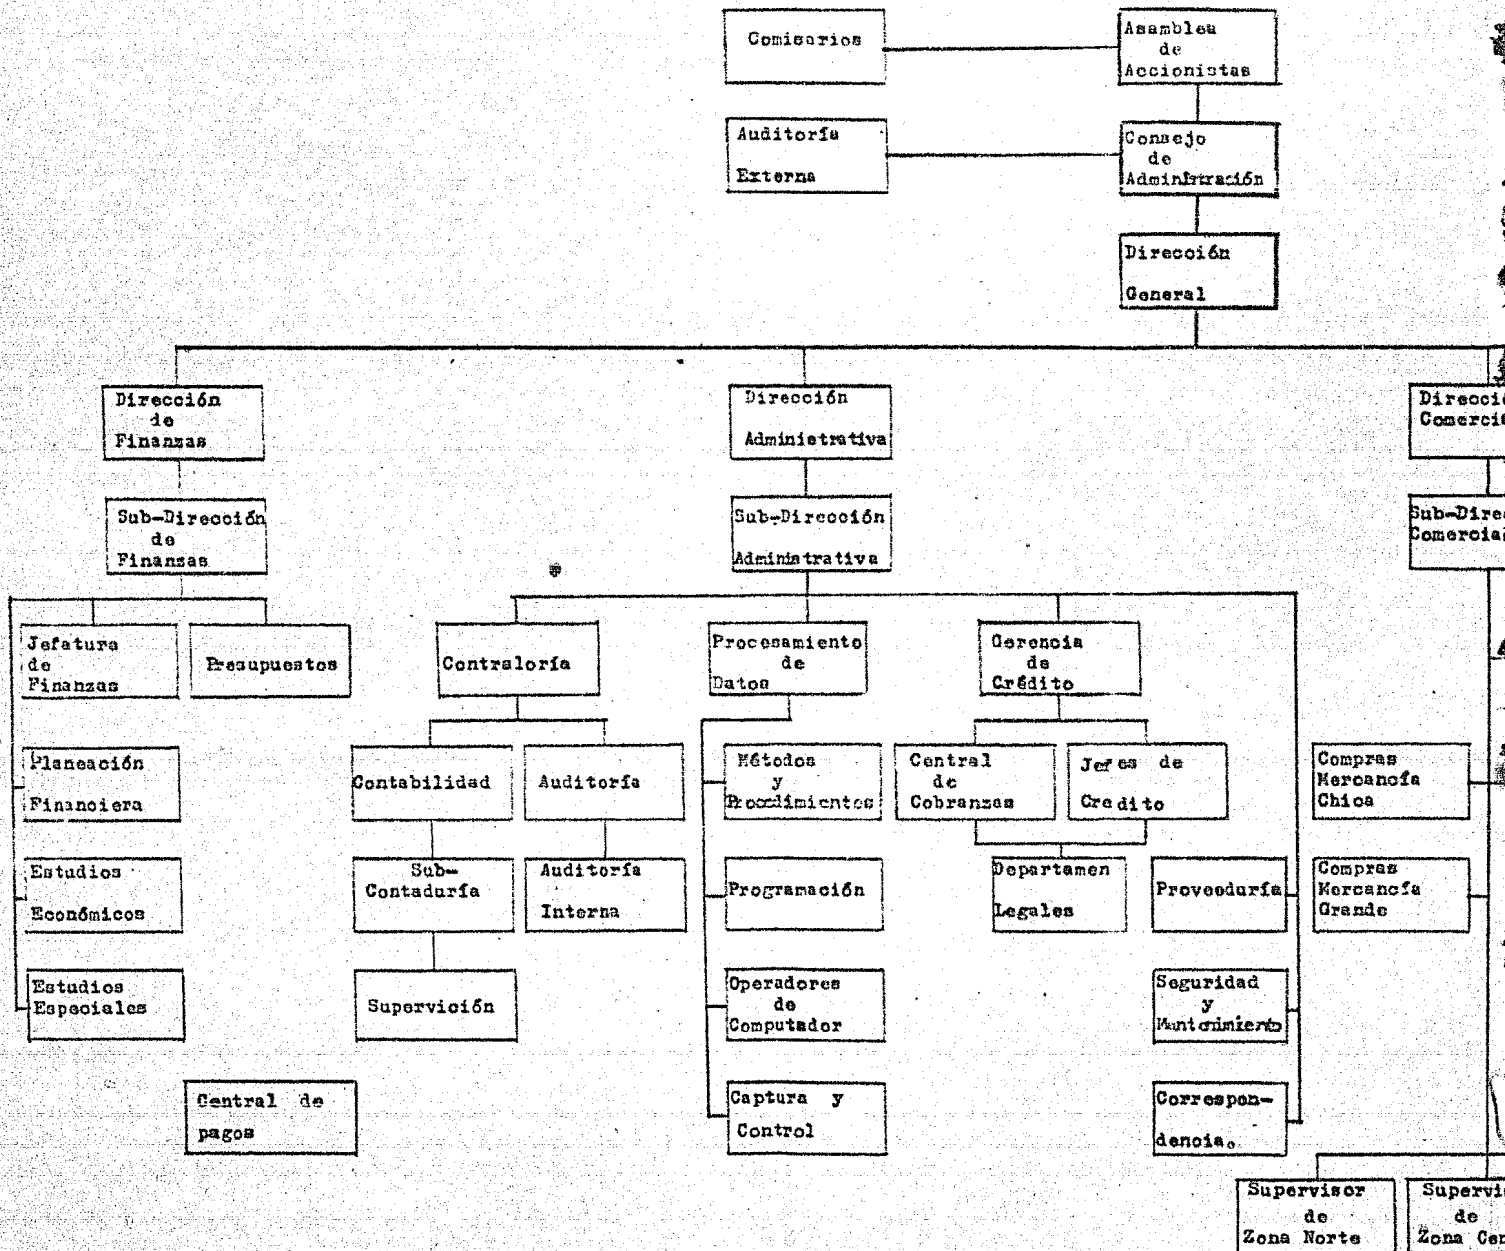 Comisarios
Asamblea
de
Accionistas
Auditoría
Externa
Consejo
de
Administración
Dirección
General
Dirección
de
Finanzas
Dirección
Administrativa
Sub-Dirección
de
Finanzas
Sub-Dirección
Administrativa
Jefatura
de
Finanzas
Presupuestos
Contraloría
Procesamiento
de
Datos
Gerencia
de
Crédito
Planeación
Financiera
Contabilidad
Auditoría
Métodos
y
Procedimientos
Central
de
Cobranzas
Jefes de
Credito
Compras
Mercancía
Chica
Estudios
Económicos
Sub-
Contaduría
Auditoría
Interna
Programación
Departamen
Legales
Proveeduría
Compras
Mercancía
Grande
Estudios
Especiales
Supervición
Operadores
de
Computador
Seguridad
y
Mantenimiento
Central de
pagos
Captura y
Control
Correspon-
dencia.
Supervisor
de
Zona Norte
de
Zona